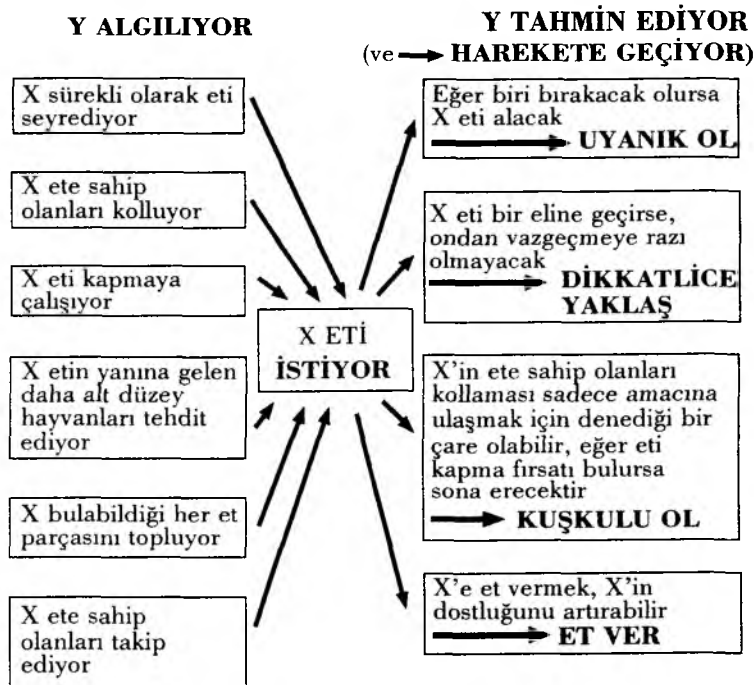 Y ALGILIYOR
X sürekli olarak eti
seyrediyor
X ete sahip
olanları kolluyor
X eti kapmaya
çalışıyor
X etin yanına gelen
daha alt düzey
hayvanları tehdit
ediyor
X bulabildiği her et
parçasını topluyor
X ete sahip
olanları takip
ediyor
X ETİ
İSTİYOR
Y TAHMİN EDİYOR
(ve → HAREKETE GEÇİYOR)
Eğer biri bırakacak olursa
X eti alacak
→ UYANIK OL
X eti bir eline geçirse,
ondan vazgeçmeye razı
olmayacak
→ DİKKATLİCE
YAKLAŞ
X'in ete sahip olanları
kollaması sadece amacına
ulaşmak için denediği bir
çare olabilir, eğer eti
kapma fırsatı bulursa
sona erecektir
→ KUŞKULU OL
X'e et vermek, X'in
dostluğunu artırabilir
→ ET VER